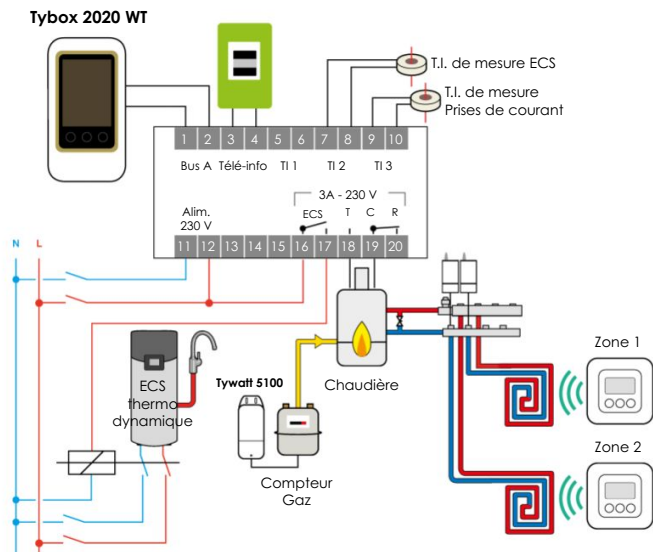 Tybox 2020 WT
T.I. de mesure ECS
T.I. de mesure
Prises de courant
1 2 3 4 5 6 7 8 9 10
Bus A Télé-info TI 1 TI 2 TI 3
3A - 230 V
Alim.
230 V
ECS T C R
11 12 13 14 15 16 17 18 19 20
N L
Zone 1
ECS
thermo
dynamique
Tywatt 5100
Chaudière
Compteur
Gaz
Zone 2